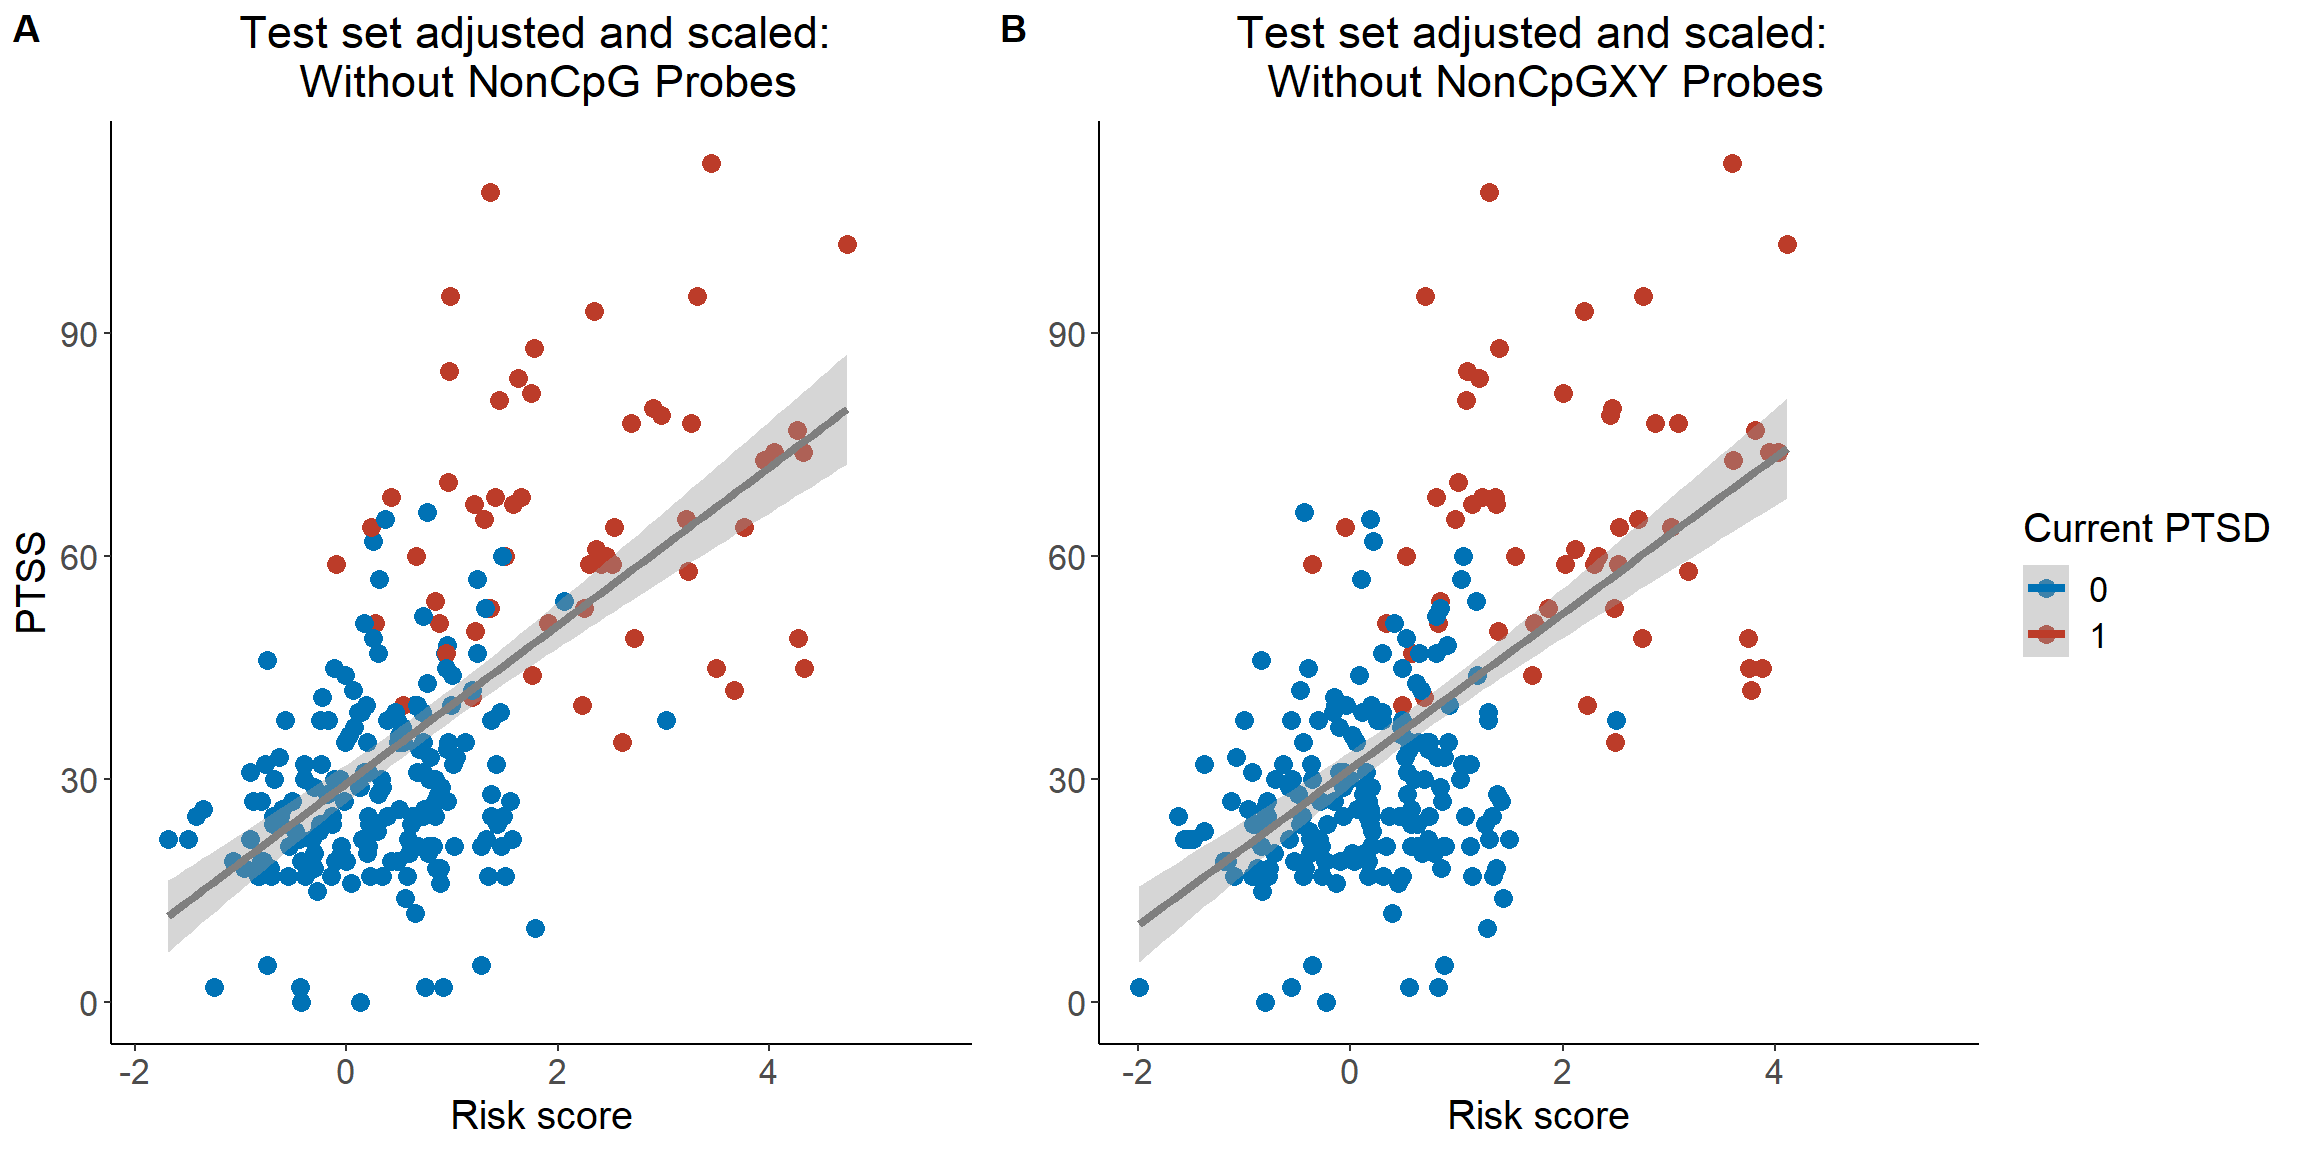 A
Test set adjusted and scaled:
Without NonCpG Probes
PTSS
90
60
30
0
-2
0
2
4
Risk score
B
Test set adjusted and scaled:
Without NonCpGXY Probes
90
60
30
0
-2
0
2
4
Risk score
Current PTSD
0
1